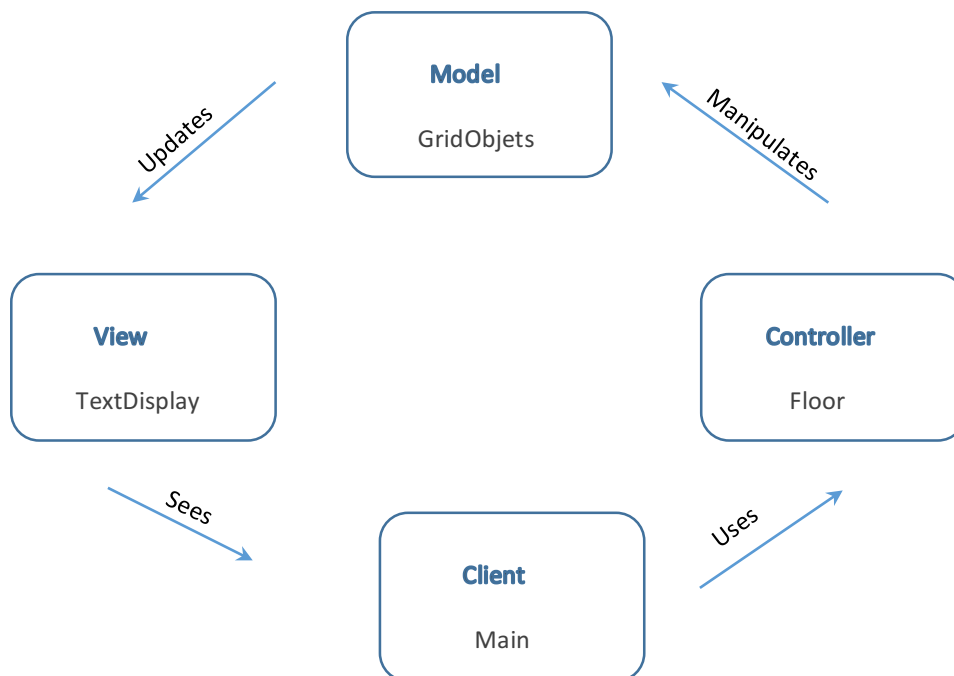 Model
GridObjets
Updates
Manipulates
View
TextDisplay
Controller
Floor
Sees
Uses
Client
Main